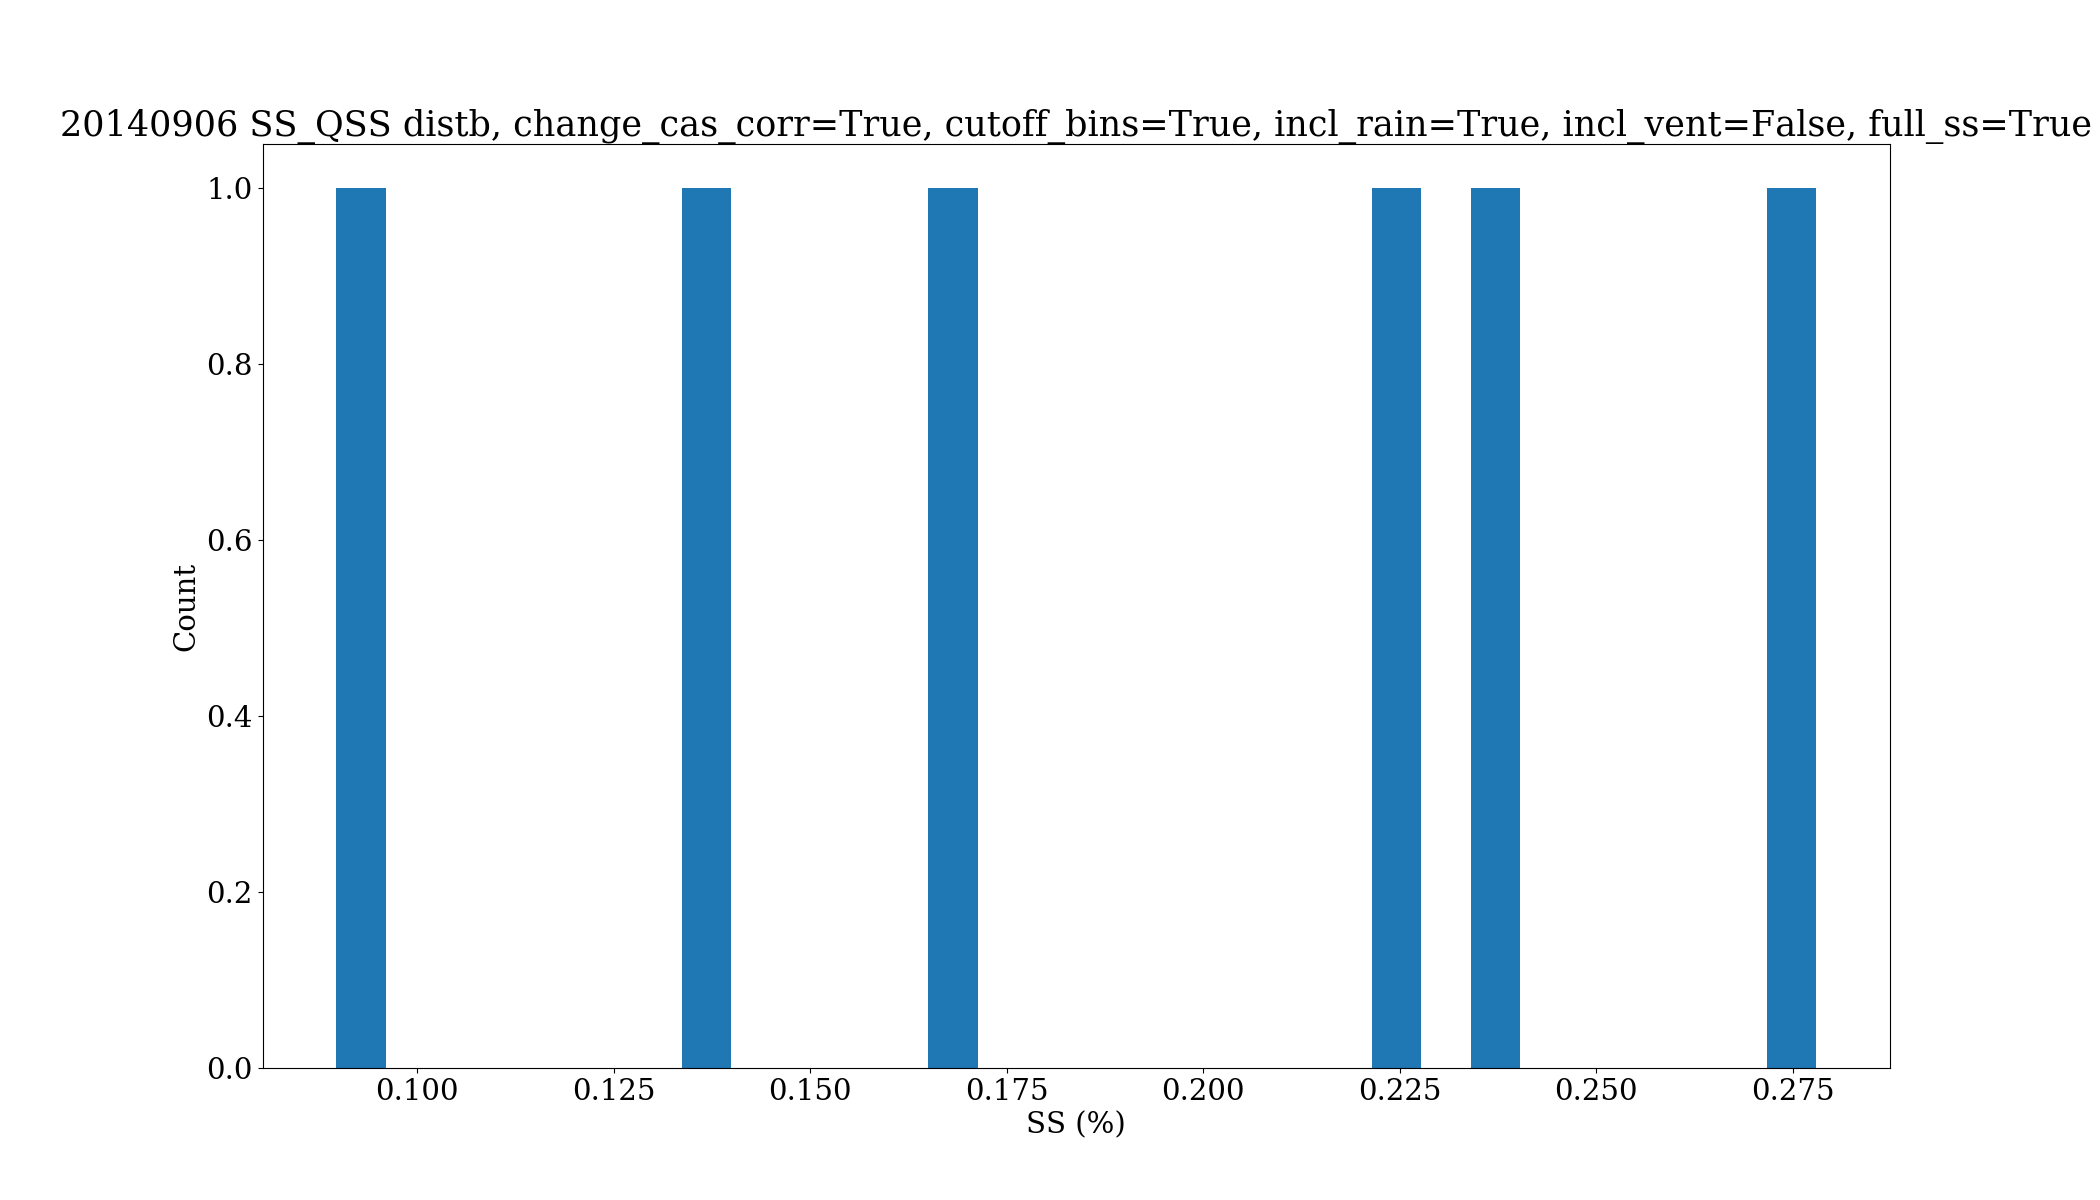 20140906 SS_QSS distb, change_cas_corr=True, cutoff_bins=True, incl_rain=True, incl_vent=False, full_ss=True
1.0
0.8
0.6
0.4
0.2
0.0
Count
0.100 0.125 0.150 0.175 0.200 0.225 0.250 0.275
SS (%)